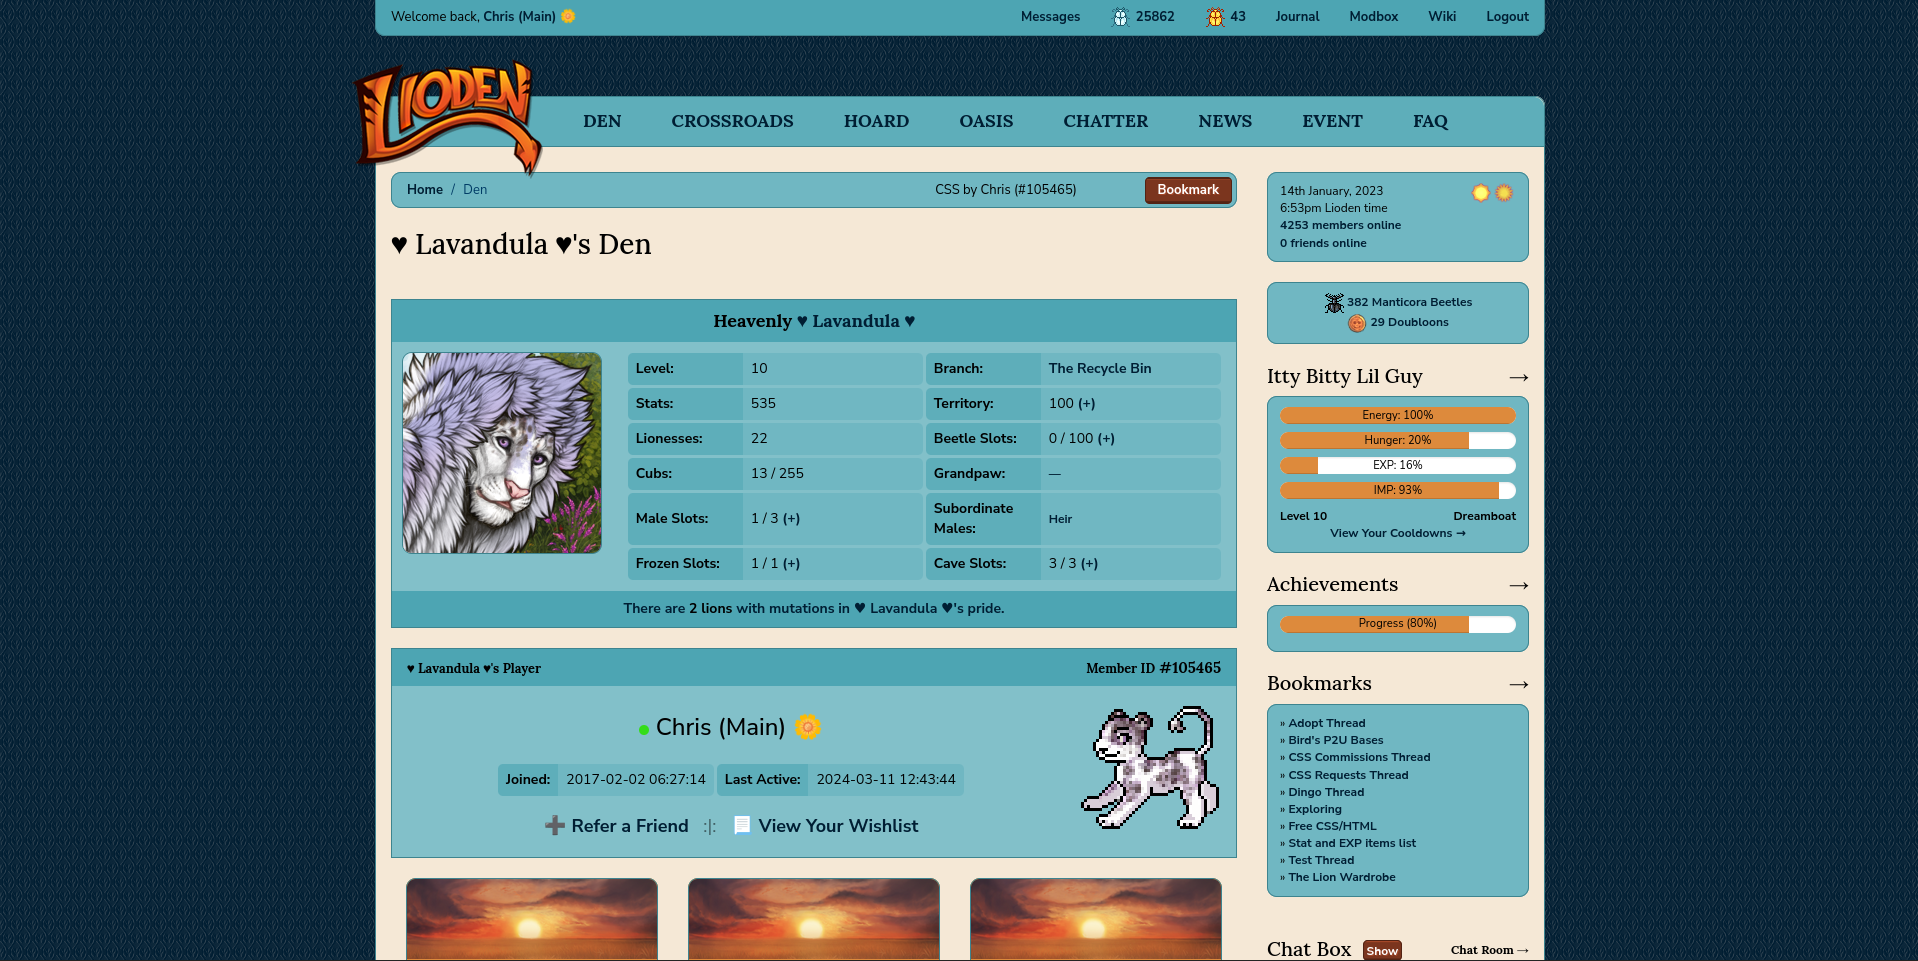 Welcome back, Chris (Main)
Messages 25862 43 Journal Modbox Wiki Logout
LIODEN
DEN CROSSROADS HOARD OASIS CHATTER NEWS EVENT FAQ
Home / Den CSS by Chris (#105465) Bookmark
♥ Lavandula ♥'s Den
Heavenly ♥ Lavandula ♥
Level: 10 Branch: The Recycle Bin
Stats: 535 Territory: 100 (+)
Lionesses: 22 Beetle Slots: 0 / 100 (+)
Cubs: 13 / 255 Grandpaw: —
Male Slots: 1 / 3 (+) Subordinate Males: Heir
Frozen Slots: 1 / 1 (+) Cave Slots: 3 / 3 (+)
There are 2 lions with mutations in ♥ Lavandula ♥'s pride.
♥ Lavandula ♥'s Player Member ID #105465
Chris (Main)
Joined: 2017-02-02 06:27:14 Last Active: 2024-03-11 12:43:44
Refer a Friend :|: View Your Wishlist
14th January, 2023
6:53pm Lioden time
4253 members online
0 friends online
382 Manticora Beetles
29 Doubloons
Itty Bitty Lil Guy →
Energy: 100%
Hunger: 20%
EXP: 16%
IMP: 93%
Level 10 Dreamboat
View Your Cooldowns →
Achievements →
Progress (80%)
Bookmarks →
» Adopt Thread
» Bird's P2U Bases
» CSS Commissions Thread
» CSS Requests Thread
» Dingo Thread
» Exploring
» Free CSS/HTML
» Stat and EXP items list
» Test Thread
» The Lion Wardrobe
Chat Box Show Chat Room →